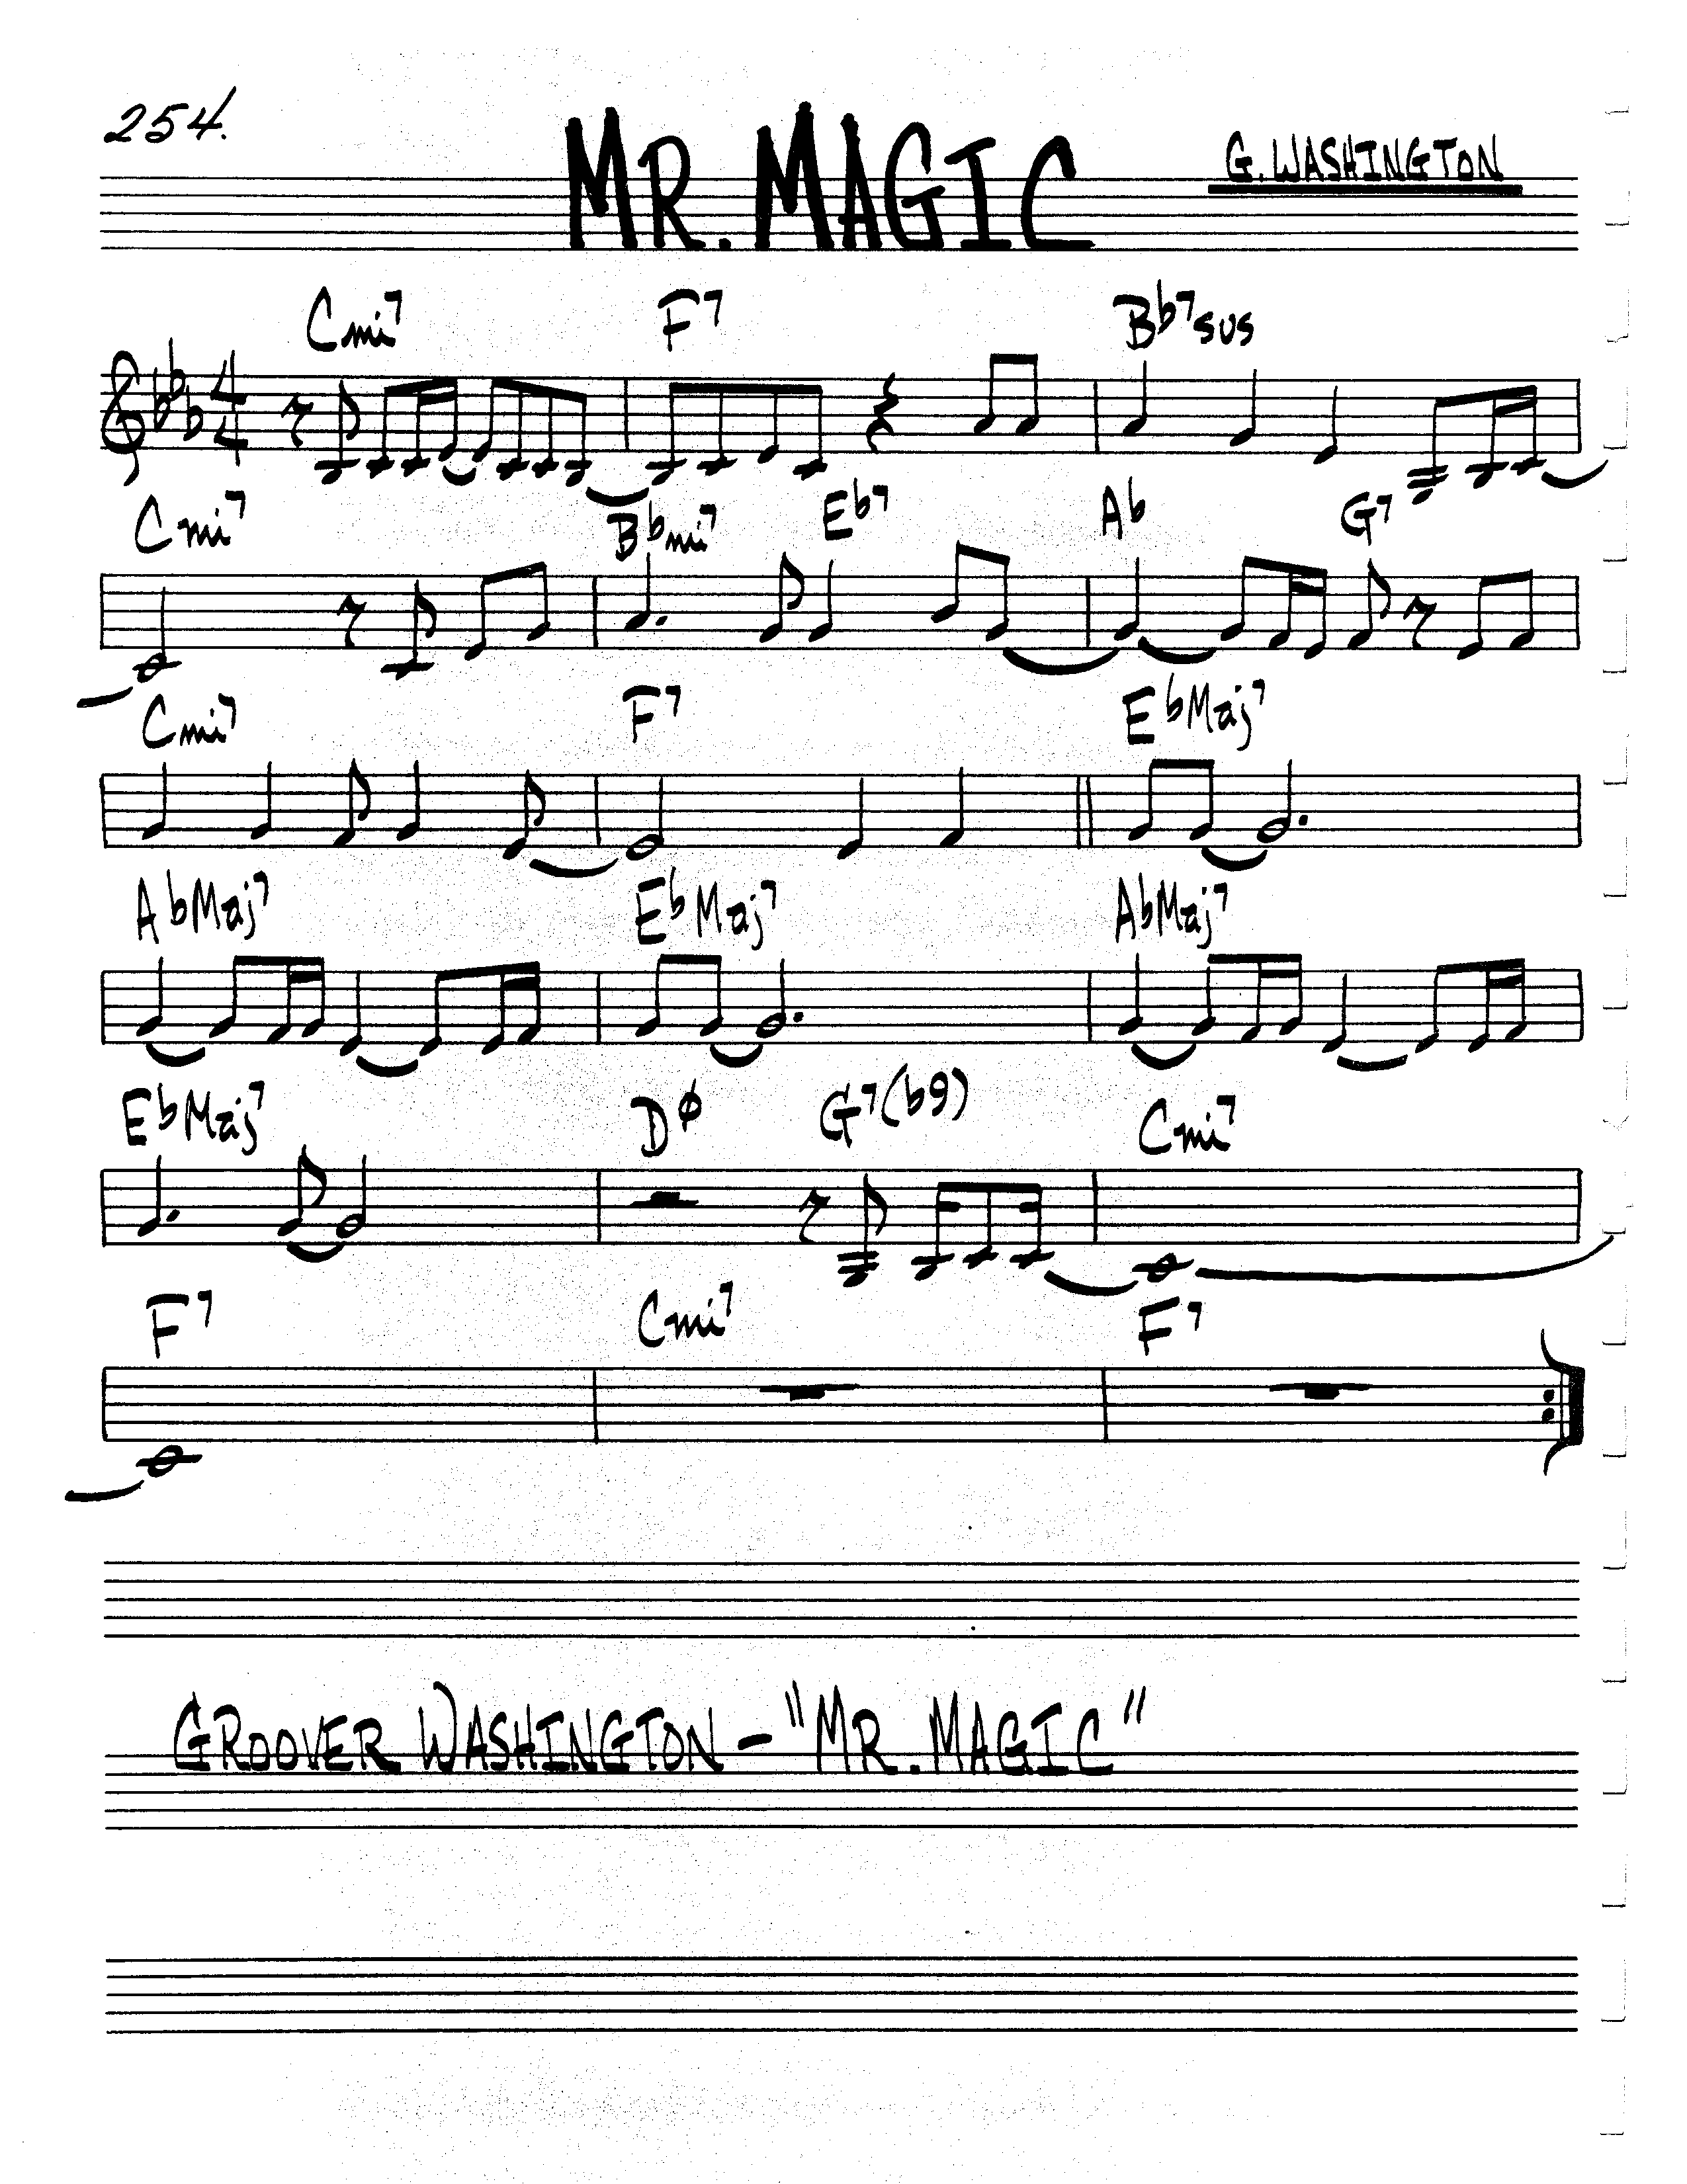 254.
MR. MAGIC
G. WASHINGTON
Cmi7 F7 Bb7sus
4
4
Cmi7 Bbmi7 Eb7 Ab G7
Cmi7 F7 EbMaj7
AbMaj7 EbMaj7 AbMaj7
EbMaj7 Dø G7(b9) Cmi7
F7 Cmi7 F7
GROOVER WASHINGTON - "MR. MAGIC"